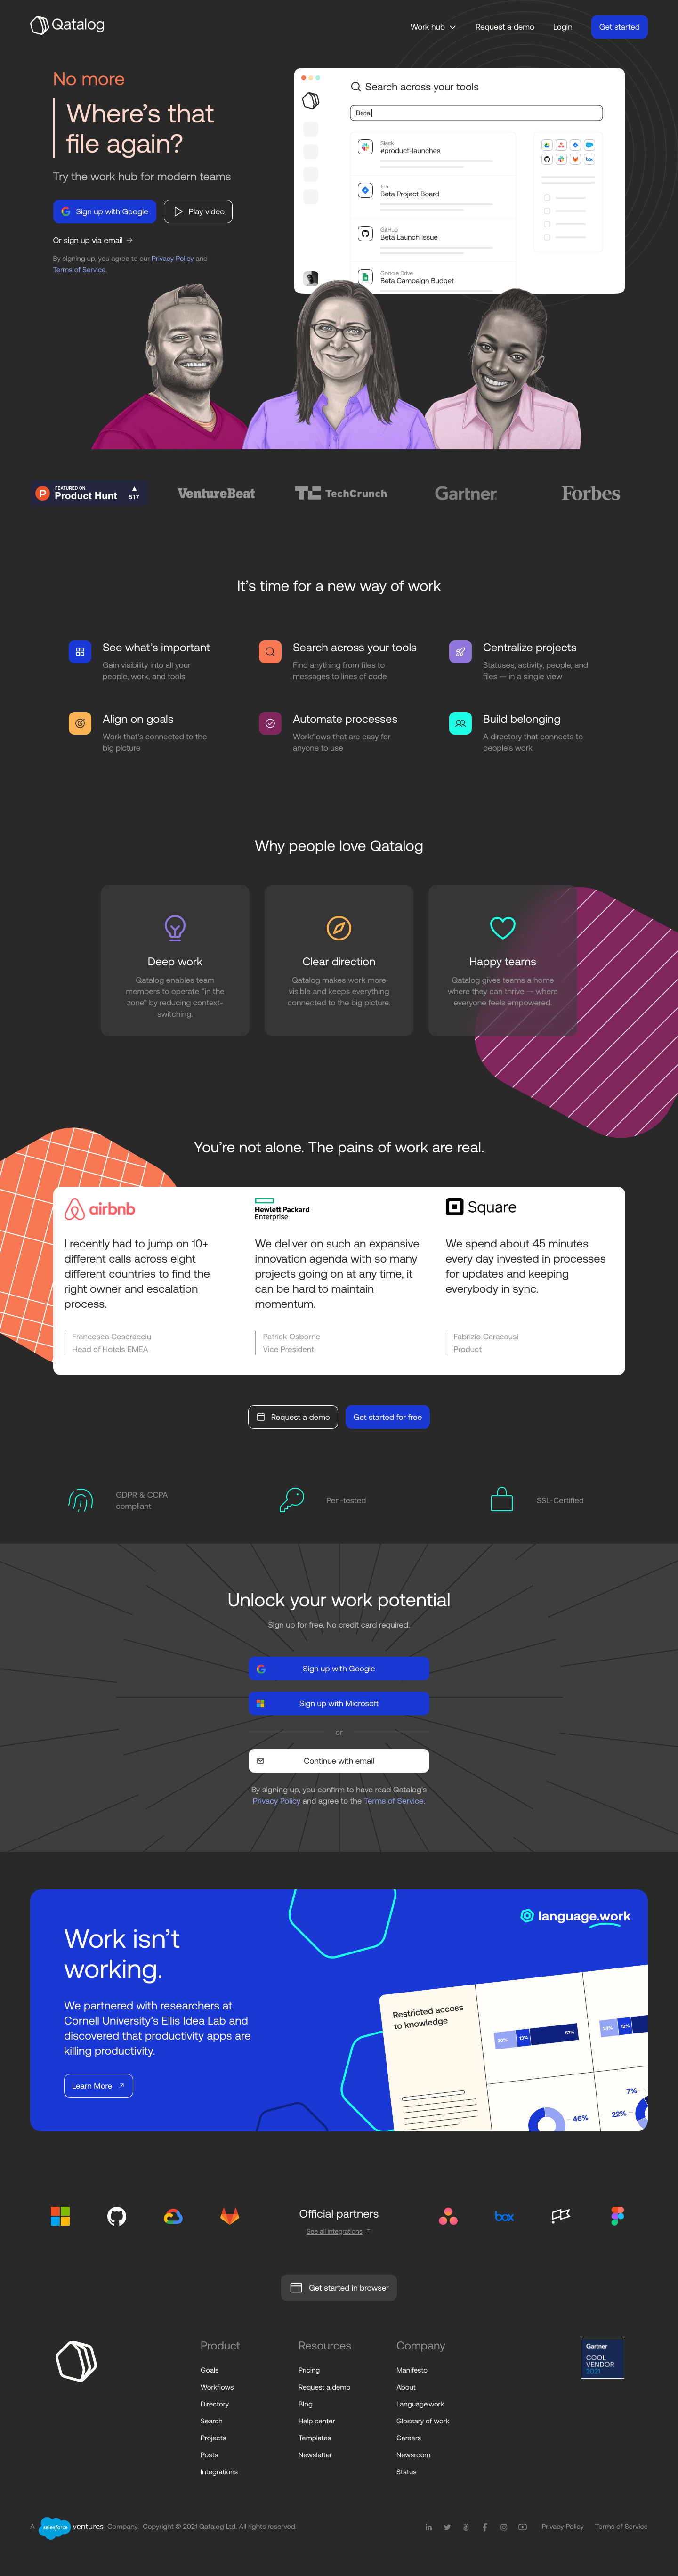 Qatalog
Work hub
Request a demo
Login
Get started
No more
Where's that
file again?
Try the work hub for modern teams
Sign up with Google
Play video
Or sign up via email →
By signing up, you agree to our Privacy Policy and
Terms of Service.
Search across your tools
Beta
Slack
#product-launches
Jira
Beta Project Board
GitHub
Beta Launch Issue
Google Drive
Beta Campaign Budget
box
P
FEATURED ON
Product Hunt
517
VentureBeat
TechCrunch
Gartner
Forbes
It's time for a new way of work
See what's important
Gain visibility into all your
people, work, and tools
Search across your tools
Find anything from files to
messages to lines of code
Centralize projects
Statuses, activity, people, and
files — in a single view
Align on goals
Work that's connected to the
big picture
Automate processes
Workflows that are easy for
anyone to use
Build belonging
A directory that connects to
people's work
Why people love Qatalog
Deep work
Qatalog enables team
members to operate "in the
zone" by reducing context-
switching.
Clear direction
Qatalog makes work more
visible and keeps everything
connected to the big picture.
Happy teams
Qatalog gives teams a home
where they can thrive — where
everyone feels empowered.
You're not alone. The pains of work are real.
airbnb
I recently had to jump on 10+
different calls across eight
different countries to find the
right owner and escalation
process.
Francesca Ceseracciu
Head of Hotels EMEA
Hewlett Packard
Enterprise
We deliver on such an expansive
innovation agenda with so many
projects going on at any time, it
can be hard to maintain
momentum.
Patrick Osborne
Vice President
Square
We spend about 45 minutes
every day invested in processes
for updates and keeping
everybody in sync.
Fabrizio Caracausi
Product
Request a demo
Get started for free
GDPR & CCPA
compliant
Pen-tested
SSL-Certified
Unlock your work potential
Sign up for free. No credit card required.
Sign up with Google
Sign up with Microsoft
or
Continue with email
By signing up, you confirm to have read Qatalog's
Privacy Policy and agree to the Terms of Service.
Work isn't
working.
We partnered with researchers at
Cornell University's Ellis Idea Lab and
discovered that productivity apps are
killing productivity.
Learn More
language.work
Restricted access
to knowledge
30%
13%
57%
24%
12%
46%
7%
22%
Official partners
See all integrations
box
Get started in browser
Product
Goals
Workflows
Directory
Search
Projects
Posts
Integrations
Resources
Pricing
Request a demo
Blog
Help center
Templates
Newsletter
Company
Manifesto
About
Language.work
Glossary of work
Careers
Newsroom
Status
Gartner
COOL
VENDOR
2021
A salesforce ventures Company. Copyright © 2021 Qatalog Ltd. All rights reserved.
Privacy Policy
Terms of Service